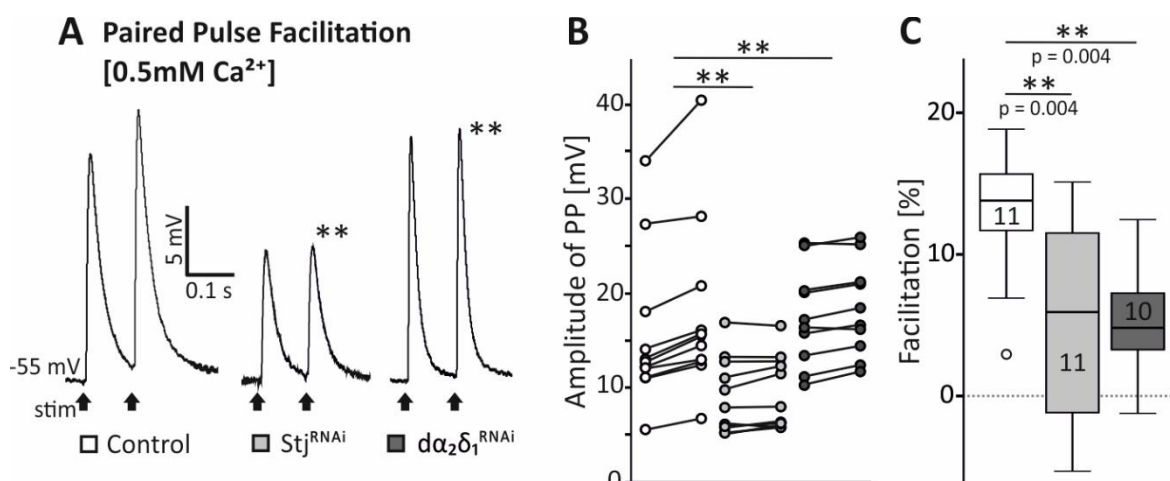 A Paired Pulse Facilitation
[0.5mM Ca²⁺]
**
**
5 mV
0.1 s
-55 mV
stim
Control
Stj^RNAi
dα₂δ₁^RNAi
B
**
**
Amplitude of PP [mV]
40
30
20
10
0
C
**
p = 0.004
**
p = 0.004
Facilitation [%]
20
10
0
11
11
10